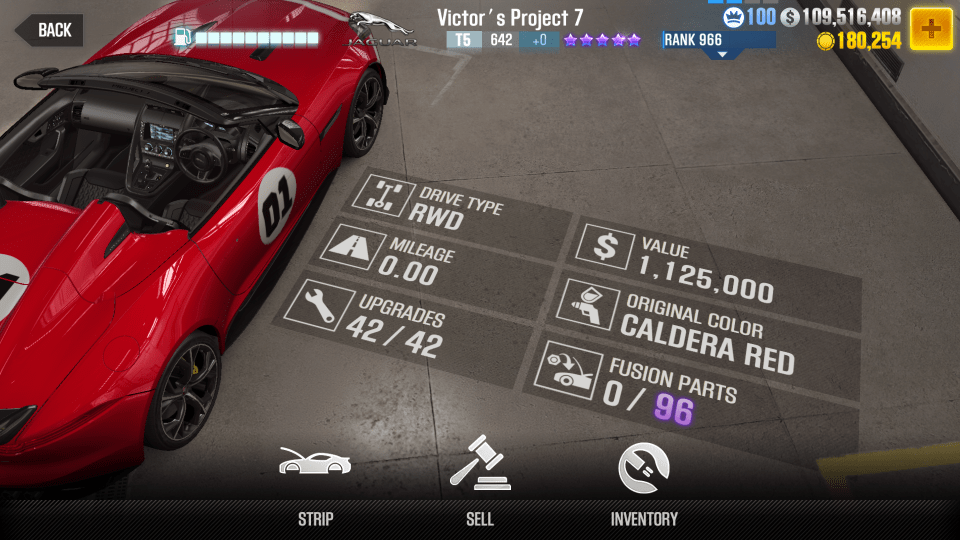 BACK
JAGUAR
Victor's Project 7
T5 642 +0
RANK 966
100 $ 109,516,408
180,254
01
DRIVE TYPE
RWD
MILEAGE
0.00
UPGRADES
42 / 42
$ VALUE
1,125,000
ORIGINAL COLOR
CALDERA RED
FUSION PARTS
0 / 96
STRIP
SELL
INVENTORY